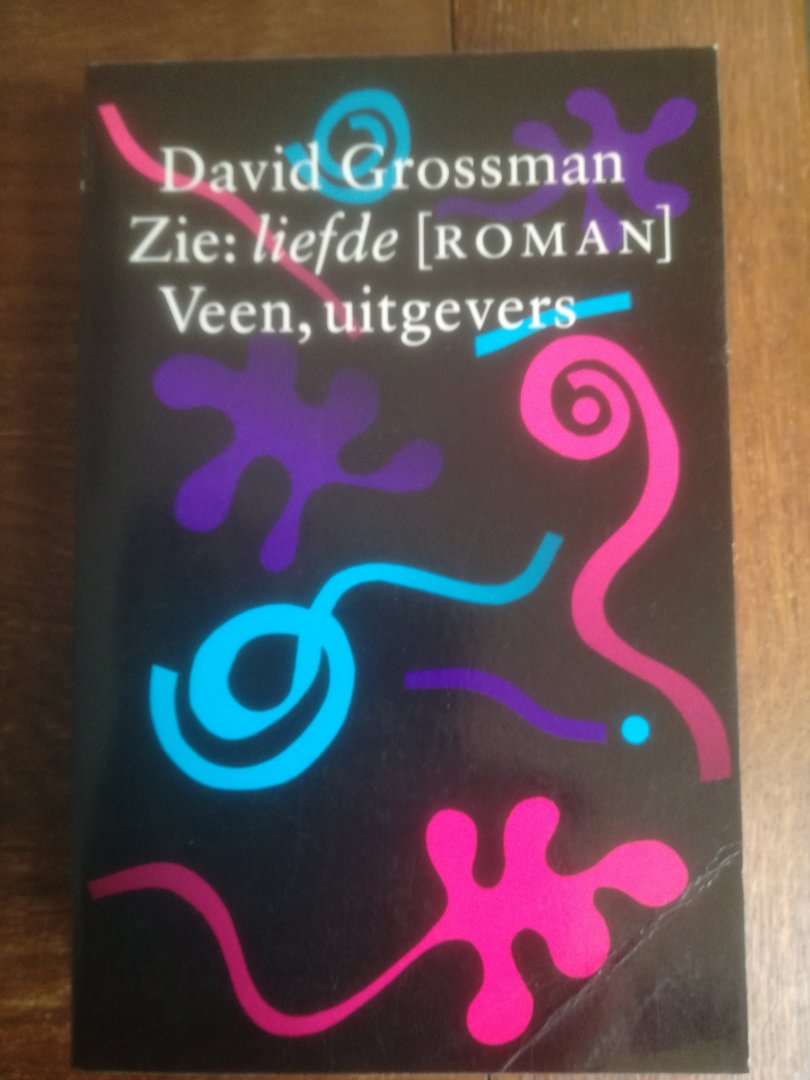 David Grossman
Zie: liefde [ROMAN]
Veen, uitgevers